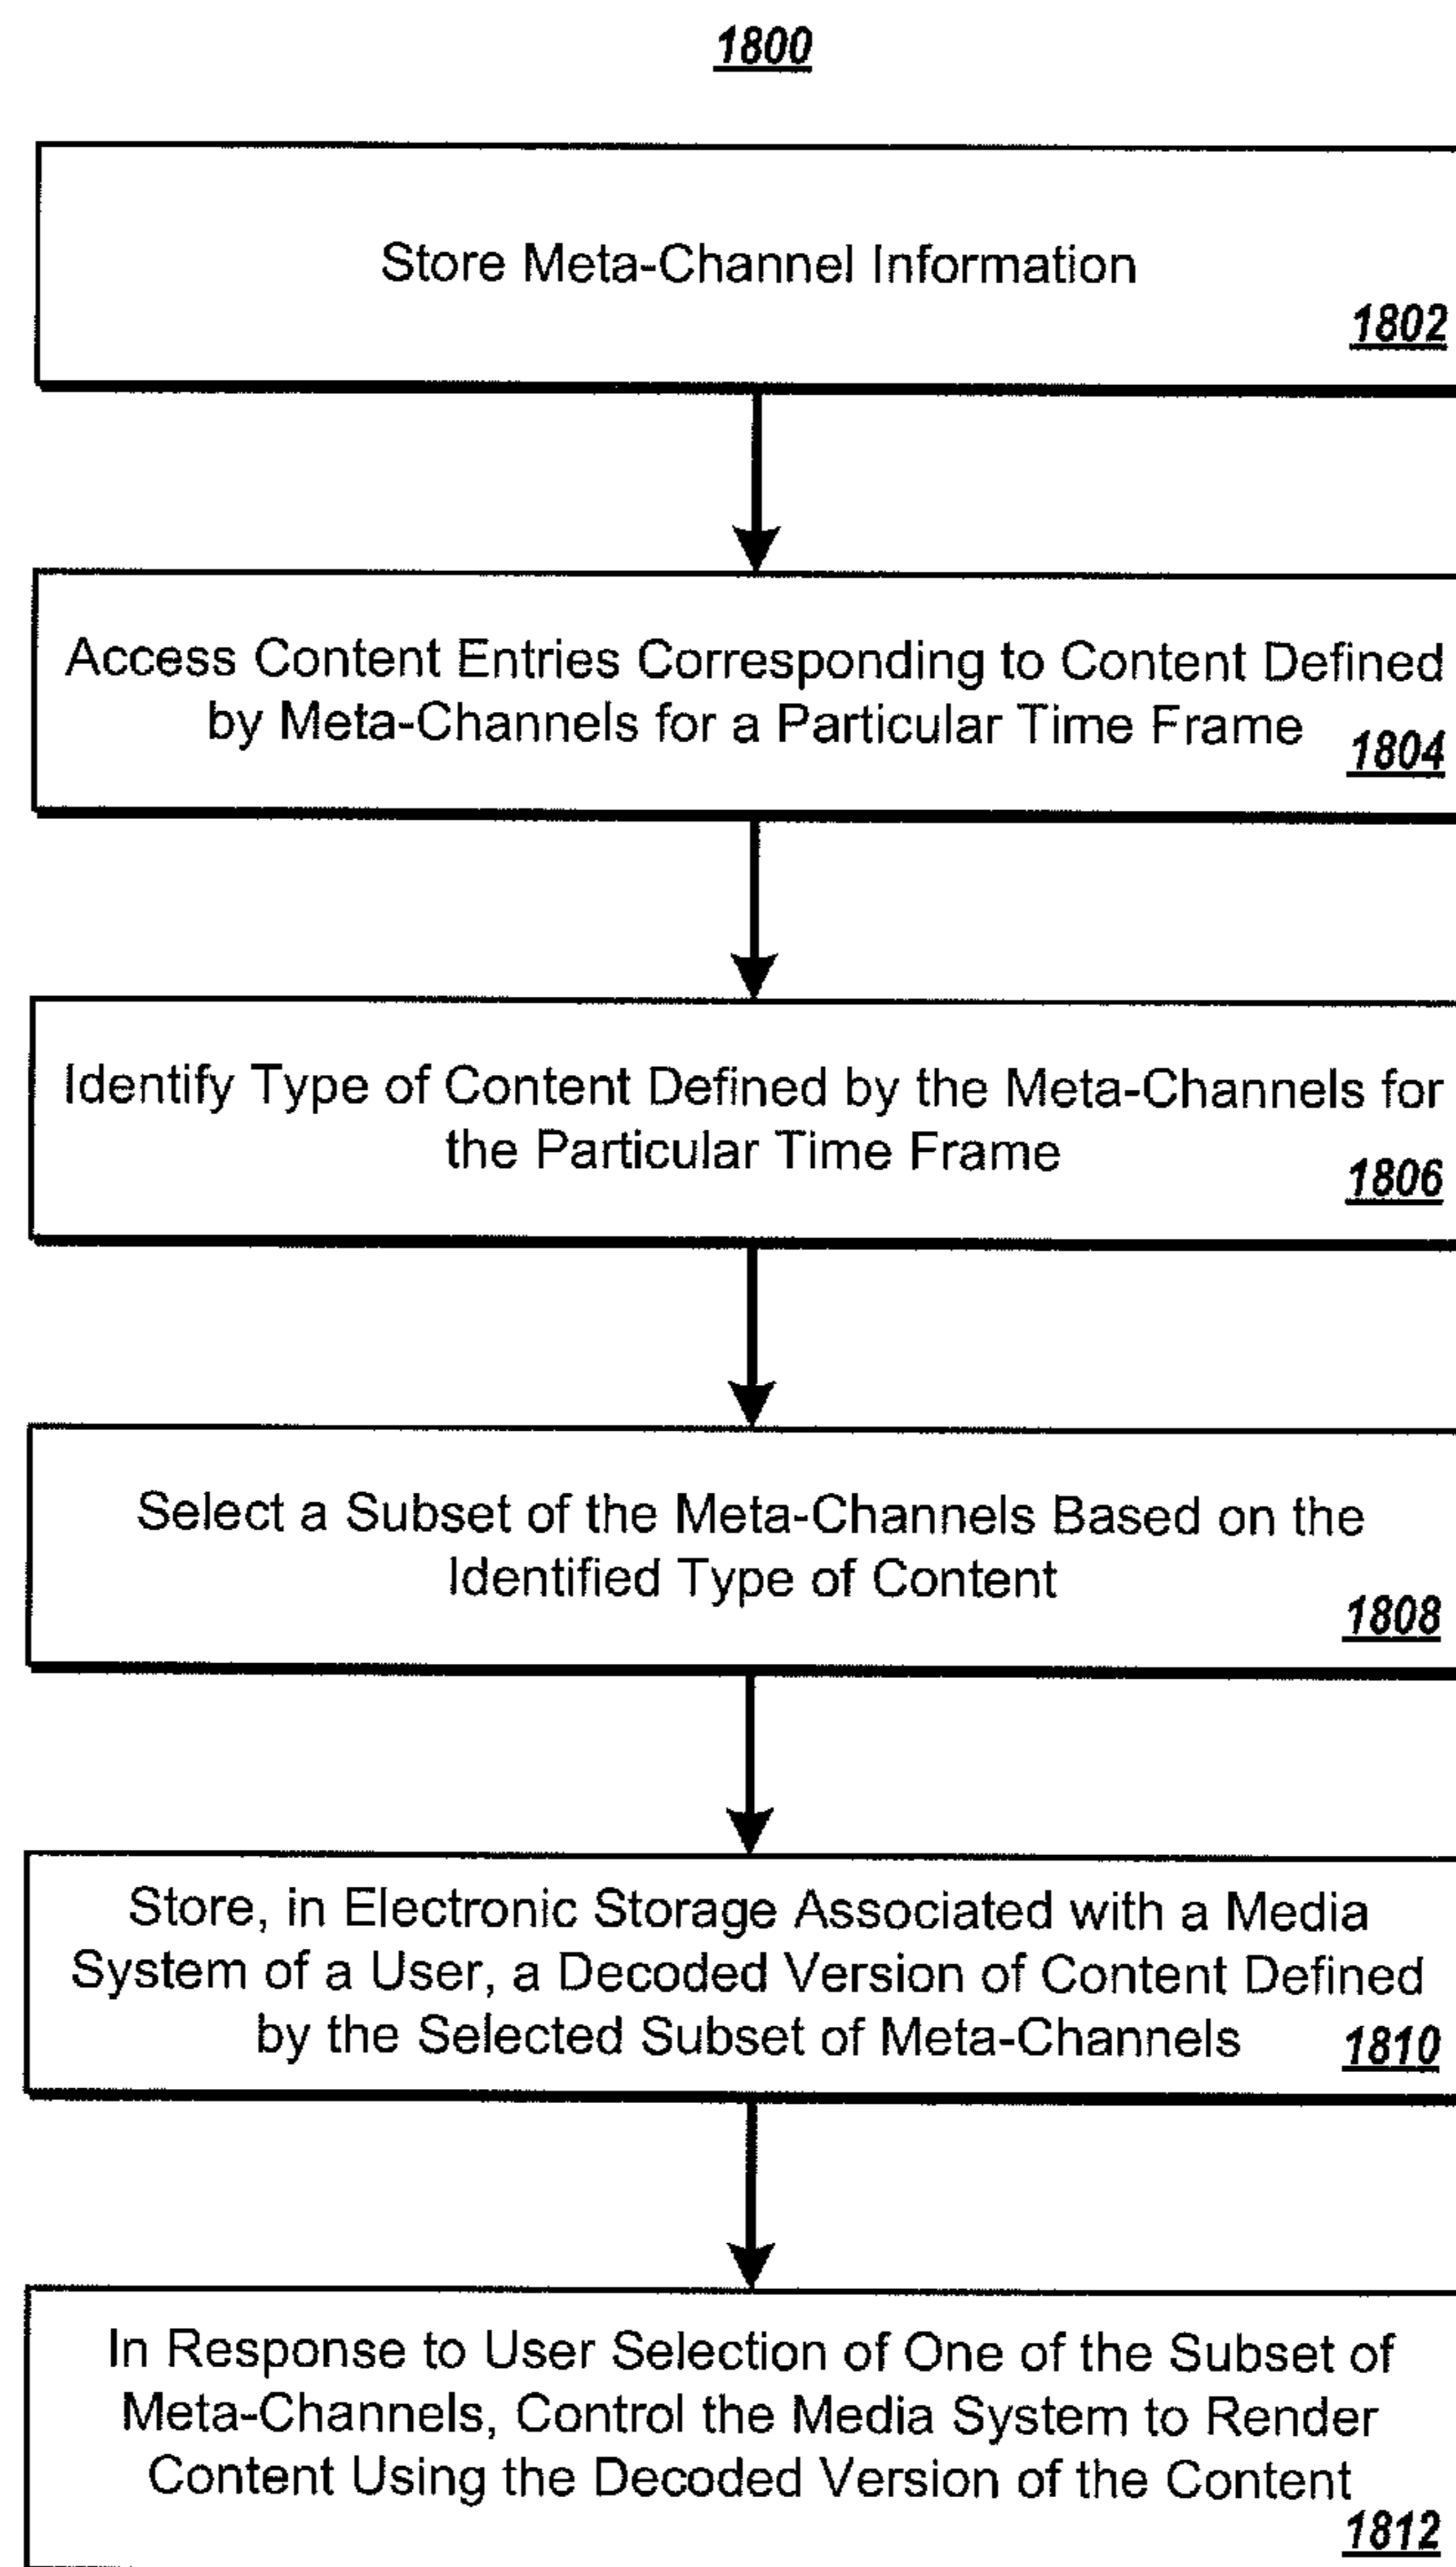 1800
Store Meta-Channel Information
1802
Access Content Entries Corresponding to Content Defined
by Meta-Channels for a Particular Time Frame
1804
Identify Type of Content Defined by the Meta-Channels for
the Particular Time Frame
1806
Select a Subset of the Meta-Channels Based on the
Identified Type of Content
1808
Store, in Electronic Storage Associated with a Media
System of a User, a Decoded Version of Content Defined
by the Selected Subset of Meta-Channels
1810
In Response to User Selection of One of the Subset of
Meta-Channels, Control the Media System to Render
Content Using the Decoded Version of the Content
1812